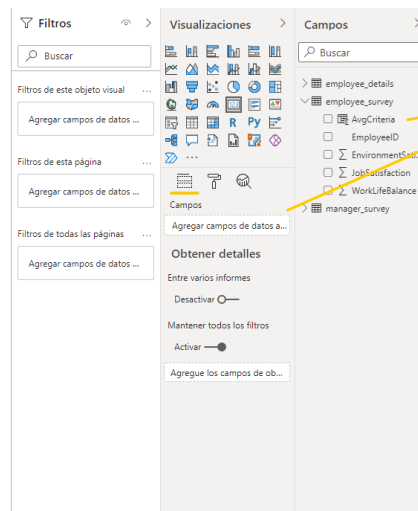 Filtros
Buscar
Filtros de este objeto visual ...
Agregar campos de datos ...
Filtros de esta página ...
Agregar campos de datos ...
Filtros de todas las páginas ...
Agregar campos de datos ...
Visualizaciones
R Py
...
Campos
Agregar campos de datos a...
Obtener detalles
Entre varios informes
Desactivar
Mantener todos los filtros
Activar
Agregue los campos de ob...
Campos
Buscar
employee_details
employee_survey
AvgCriteria
EmployeeID
EnvironmentSati...
JobSatisfaction
WorkLifeBalance
manager_survey